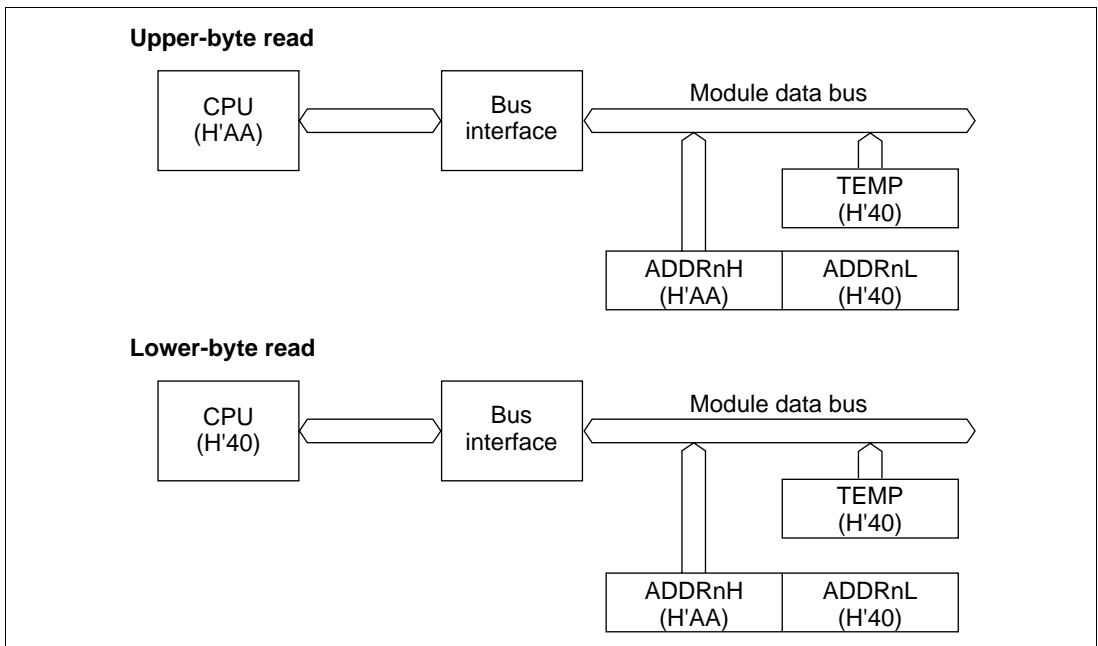 Upper-byte read
CPU
(H'AA)
Bus
interface
Module data bus
TEMP
(H'40)
ADDRnH
(H'AA)
ADDRnL
(H'40)
Lower-byte read
CPU
(H'40)
Bus
interface
Module data bus
TEMP
(H'40)
ADDRnH
(H'AA)
ADDRnL
(H'40)